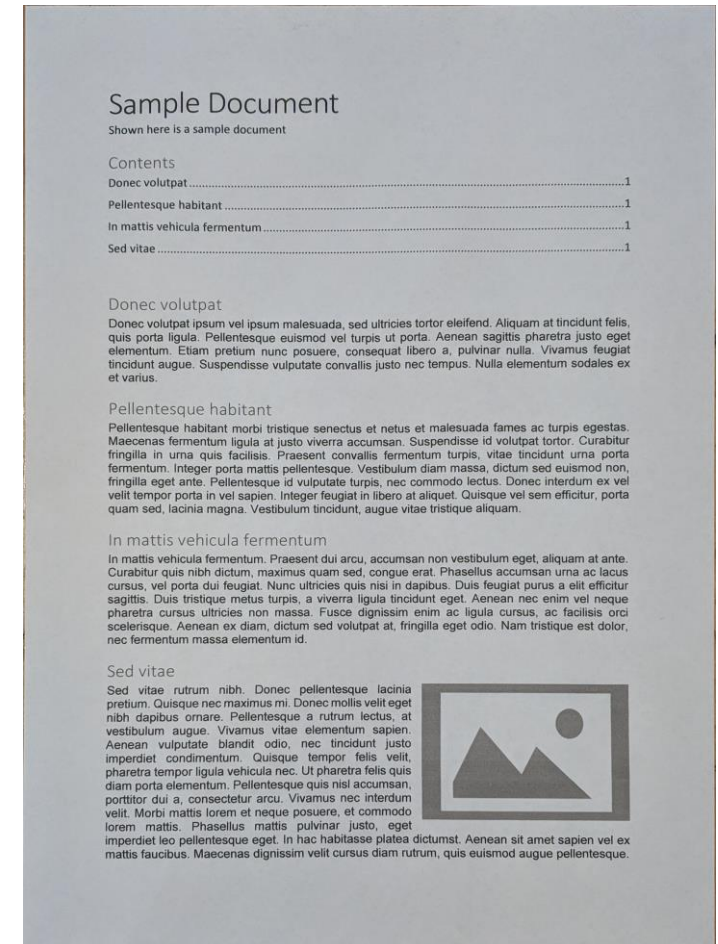 Sample Document
Shown here is a sample document
Contents
Donec volutpat.....1
Pellentesque habitant.....1
In mattis vehicula fermentum.....1
Sed vitae.....1
Donec volutpat
Donec volutpat ipsum vel ipsum malesuada, sed ultricies tortor eleifend. Aliquam at tincidunt felis,
quis porta ligula. Pellentesque euismod vel turpis ut porta. Aenean sagittis pharetra justo eget
elementum. Etiam pretium nunc posuere, consequat libero a, pulvinar nulla. Vivamus feugiat
tincidunt augue. Suspendisse vulputate convallis justo nec tempus. Nulla elementum sodales ex
et varius.
Pellentesque habitant
Pellentesque habitant morbi tristique senectus et netus et malesuada fames ac turpis egestas.
Maecenas fermentum ligula at justo viverra accumsan. Suspendisse id volutpat tortor. Curabitur
fringilla in urna quis facilisis. Praesent convallis fermentum turpis, vitae tincidunt urna porta
fermentum. Integer porta mattis pellentesque. Vestibulum diam massa, dictum sed euismod non,
fringilla eget ante. Pellentesque id vulputate turpis, nec commodo lectus. Donec interdum ex vel
velit tempor porta in vel sapien. Integer feugiat in libero at aliquet. Quisque vel sem efficitur, porta
quam sed, lacinia magna. Vestibulum tincidunt, augue vitae tristique aliquam.
In mattis vehicula fermentum
In mattis vehicula fermentum. Praesent dui arcu, accumsan non vestibulum eget, aliquam at ante.
Curabitur quis nibh dictum, maximus quam sed, congue erat. Phasellus accumsan urna ac lacus
cursus, vel porta dui feugiat. Nunc ultricies quis nisi in dapibus. Duis feugiat purus a elit efficitur
sagittis. Duis tristique metus turpis, a viverra ligula tincidunt eget. Aenean nec enim vel neque
pharetra cursus ultricies non massa. Fusce dignissim enim ac ligula cursus, ac facilisis orci
scelerisque. Aenean ex diam, dictum sed volutpat at, fringilla eget odio. Nam tristique est dolor,
nec fermentum massa elementum id.
Sed vitae
Sed vitae rutrum nibh. Donec pellentesque lacinia
pretium. Quisque nec maximus mi. Donec mollis velit eget
nibh dapibus ornare. Pellentesque a rutrum lectus, at
vestibulum augue. Vivamus vitae elementum sapien.
Aenean vulputate blandit odio, nec tincidunt justo
imperdiet condimentum. Quisque tempor felis velit,
pharetra tempor ligula vehicula nec. Ut pharetra felis quis
diam porta elementum. Pellentesque quis nisl accumsan,
porttitor dui a, consectetur arcu. Vivamus nec interdum
velit. Morbi mattis lorem et neque posuere, et commodo
lorem mattis. Phasellus mattis pulvinar justo, eget
imperdiet leo pellentesque eget. In hac habitasse platea dictumst. Aenean sit amet sapien vel ex
mattis faucibus. Maecenas dignissim velit cursus diam rutrum, quis euismod augue pellentesque.